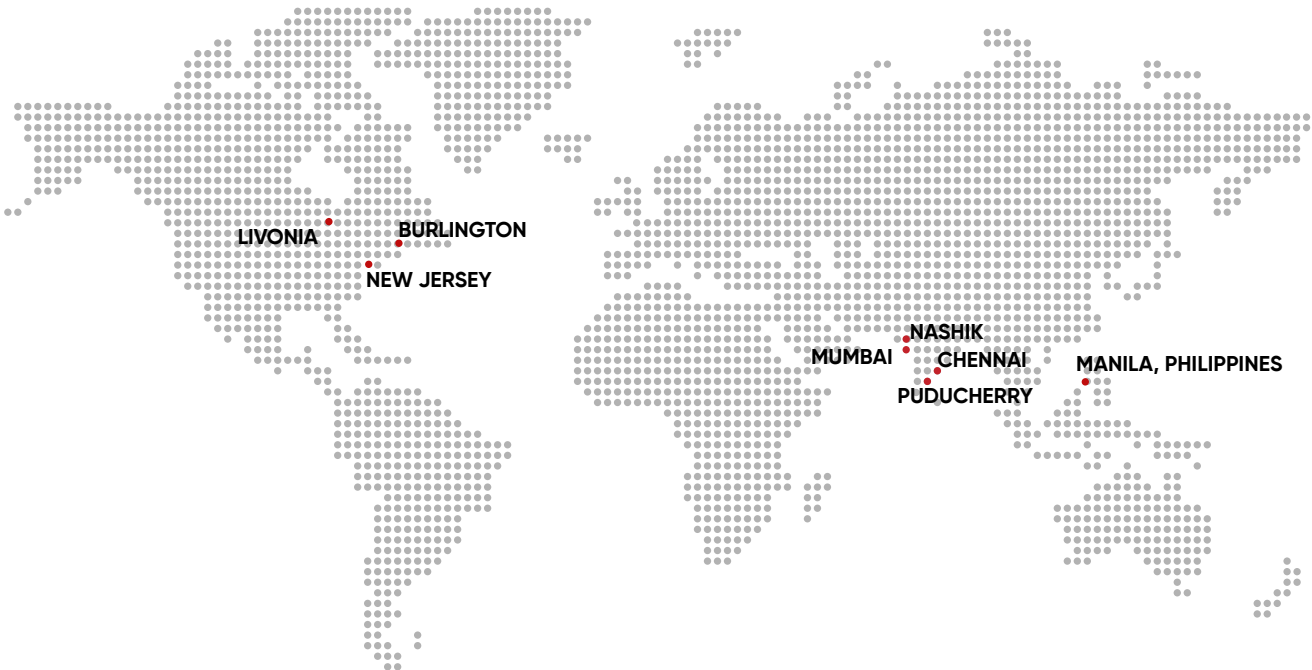 BURLINGTON
LIVONIA
NEW JERSEY
NASHIK
MUMBAI
CHENNAI
MANILA, PHILIPPINES
PUDUCHERRY